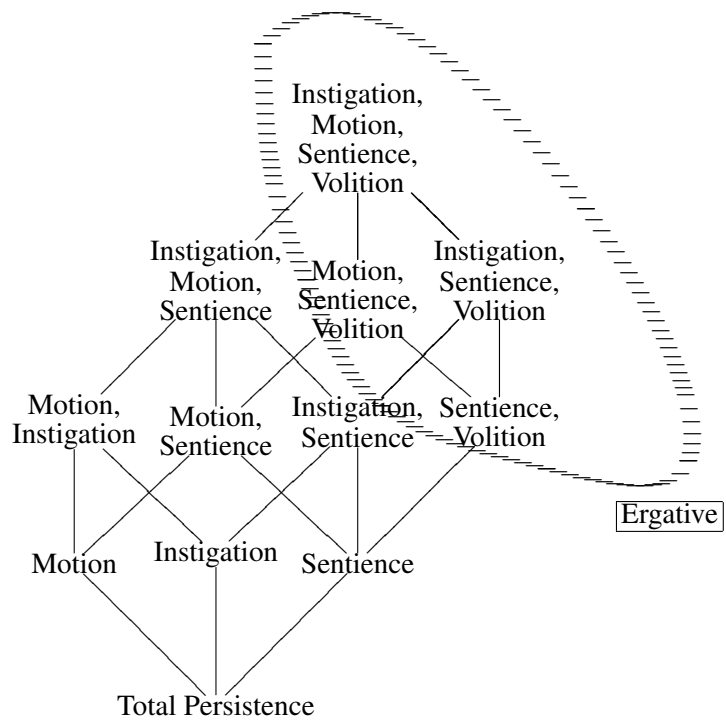 Instigation,
Motion,
Sentience,
Volition
Instigation,
Motion,
Sentience
Motion,
Sentience,
Volition
Instigation,
Sentience,
Volition
Motion,
Instigation
Motion,
Sentience
Instigation,
Sentience
Sentience,
Volition
Ergative
Motion
Instigation
Sentience
Total Persistence